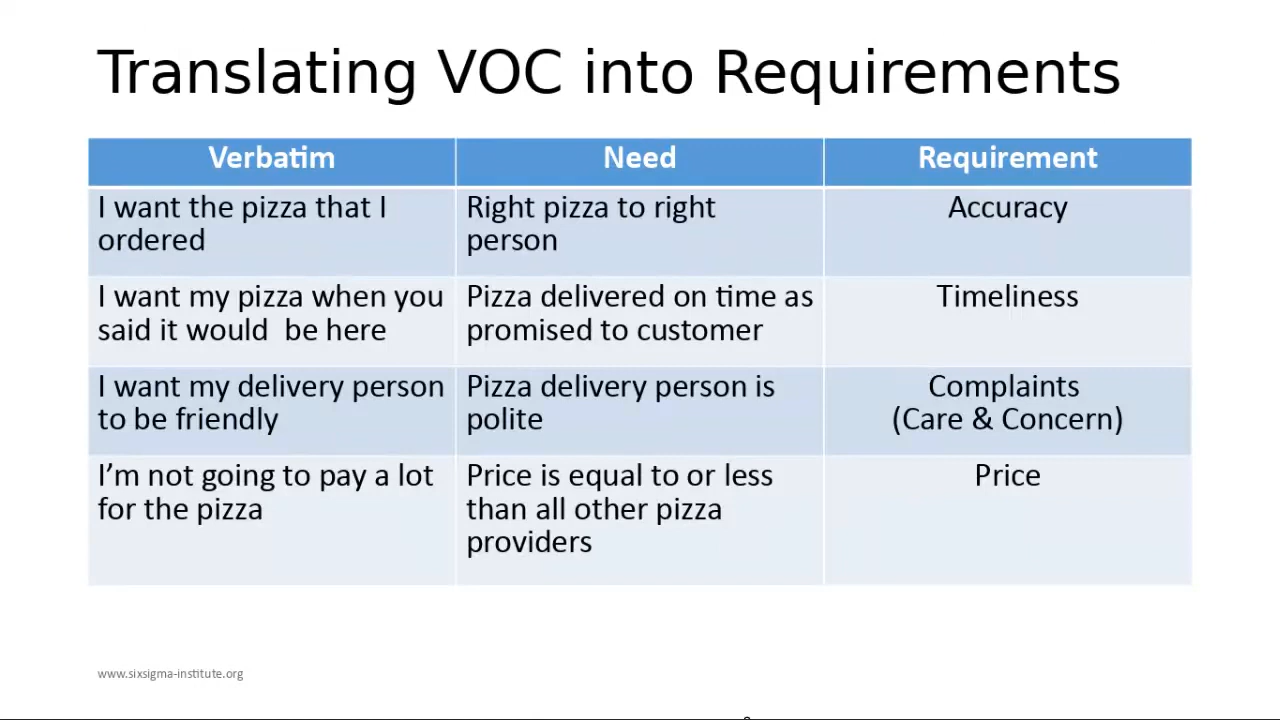 Translating VOC into Requirements
Verbatim
Need
Requirement
I want the pizza that I
ordered
Right pizza to right
person
Accuracy
I want my pizza when you
said it would  be here
Pizza delivered on time as
promised to customer
Timeliness
I want my delivery person
to be friendly
Pizza delivery person is
polite
Complaints
(Care & Concern)
I’m not going to pay a lot
for the pizza
Price is equal to or less
than all other pizza
providers
Price
www.sixsigma-institute.org